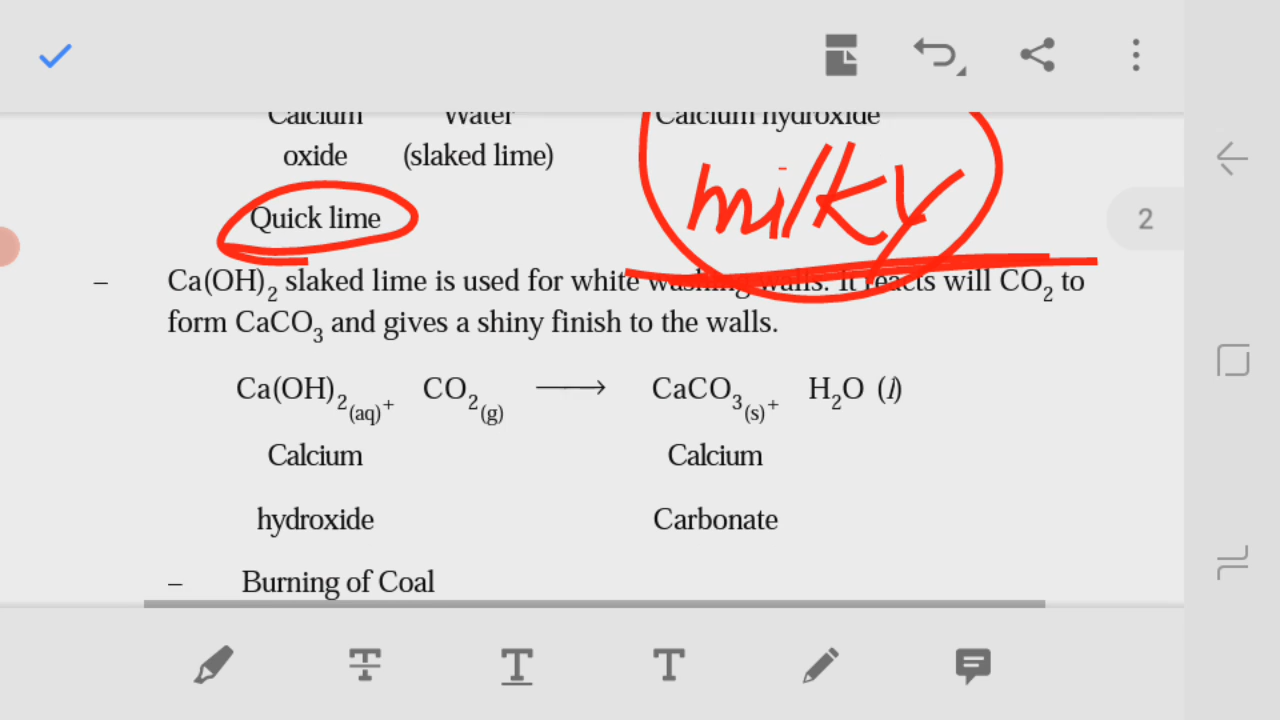 Calcium Water Calcium hydroxide
oxide (slaked lime)
milky
Quick lime
2
– Ca(OH)₂ slaked lime is used for white washing walls. It reacts will CO₂ to
form CaCO₃ and gives a shiny finish to the walls.
Ca(OH)₂(aq)+ CO₂(g) ⟶ CaCO₃(s)+ H₂O (l)
Calcium Calcium
hydroxide Carbonate
– Burning of Coal